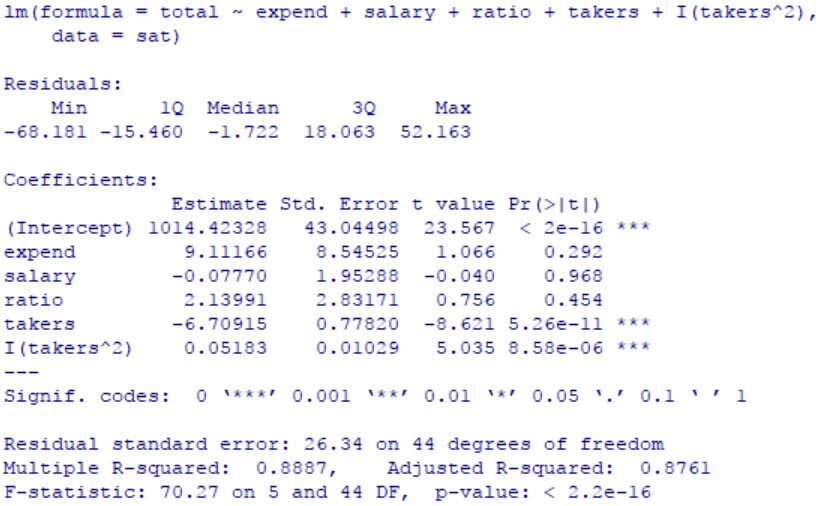 lm(formula = total ~ expend + salary + ratio + takers + I(takers^2),
    data = sat)
Residuals:
    Min      1Q  Median      3Q     Max
-68.181 -15.460  -1.722  18.063  52.163
Coefficients:
              Estimate Std. Error t value Pr(>|t|)
(Intercept) 1014.42328   43.04498  23.567  < 2e-16 ***
expend         9.11166    8.54525   1.066    0.292
salary        -0.07770    1.95288  -0.040    0.968
ratio          2.13991    2.83171   0.756    0.454
takers        -6.70915    0.77820  -8.621 5.26e-11 ***
I(takers^2)    0.05183    0.01029   5.035 8.58e-06 ***
---
Signif. codes:  0 ‘***’ 0.001 ‘**’ 0.01 ‘*’ 0.05 ‘.’ 0.1 ‘ ’ 1
Residual standard error: 26.34 on 44 degrees of freedom
Multiple R-squared:  0.8887,    Adjusted R-squared:  0.8761
F-statistic: 70.27 on 5 and 44 DF,  p-value: < 2.2e-16